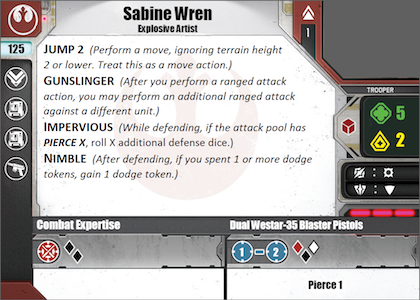 Sabine Wren
Explosive Artist
125
1
JUMP 2 (Perform a move, ignoring terrain height
2 or lower. Treat this as a move action.)
GUNSLINGER (After you perform a ranged attack
action, you may perform an additional ranged attack
against a different unit.)
IMPERVIOUS (While defending, if the attack pool has
PIERCE X, roll X additional defense dice.)
NIMBLE (After defending, if you spent 1 or more dodge
tokens, gain 1 dodge token.)
TROOPER
5
2
Combat Expertise
Dual Westar-35 Blaster Pistols
1 - 2
Pierce 1